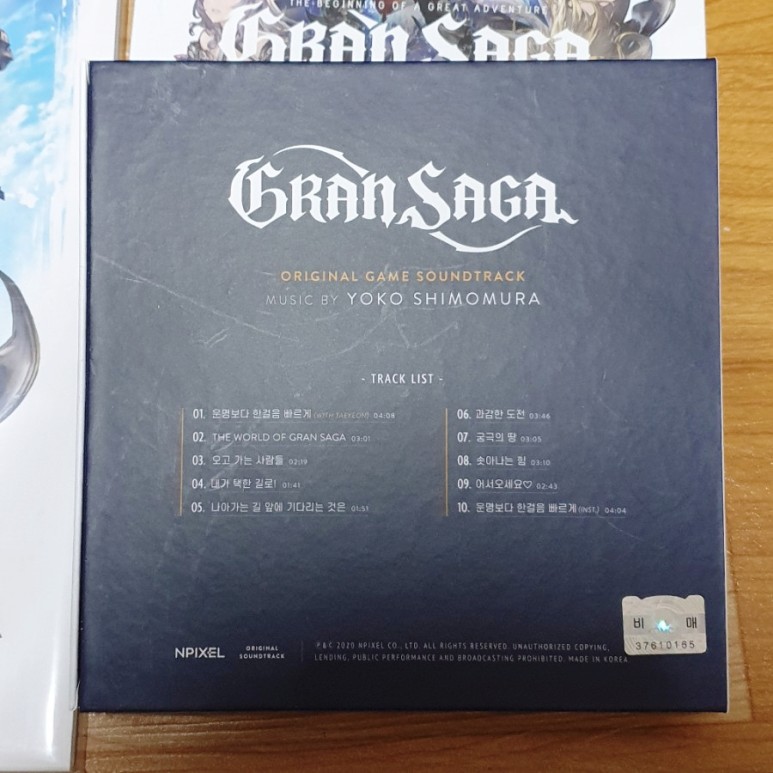 THE BEGINNING OF A GREAT ADVENTURE
GRAN SAGA
GRAN SAGA
ORIGINAL GAME SOUNDTRACK
MUSIC BY YOKO SHIMOMURA
- TRACK LIST -
01. 운명보다 한걸음 빠르게 (WITH TAEYEON) 04:08
02. THE WORLD OF GRAN SAGA 03:01
03. 오고 가는 사람들 02:19
04. 네가 택한 길로! 01:41
05. 나아가는 길 앞에 기다리는 것은 01:51
06. 과감한 도전 03:46
07. 궁극의 땅 03:05
08. 솟아나는 힘 03:10
09. 어서오세요♡ 02:43
10. 운명보다 한걸음 빠르게 (INST.) 04:04
비 매
37610165
NPIXEL
ORIGINAL
SOUNDTRACK
℗&© 2020 NPIXEL CO., LTD. ALL RIGHTS RESERVED. UNAUTHORIZED COPYING,
LENDING, PUBLIC PERFORMANCE AND BROADCASTING PROHIBITED. MADE IN KOREA